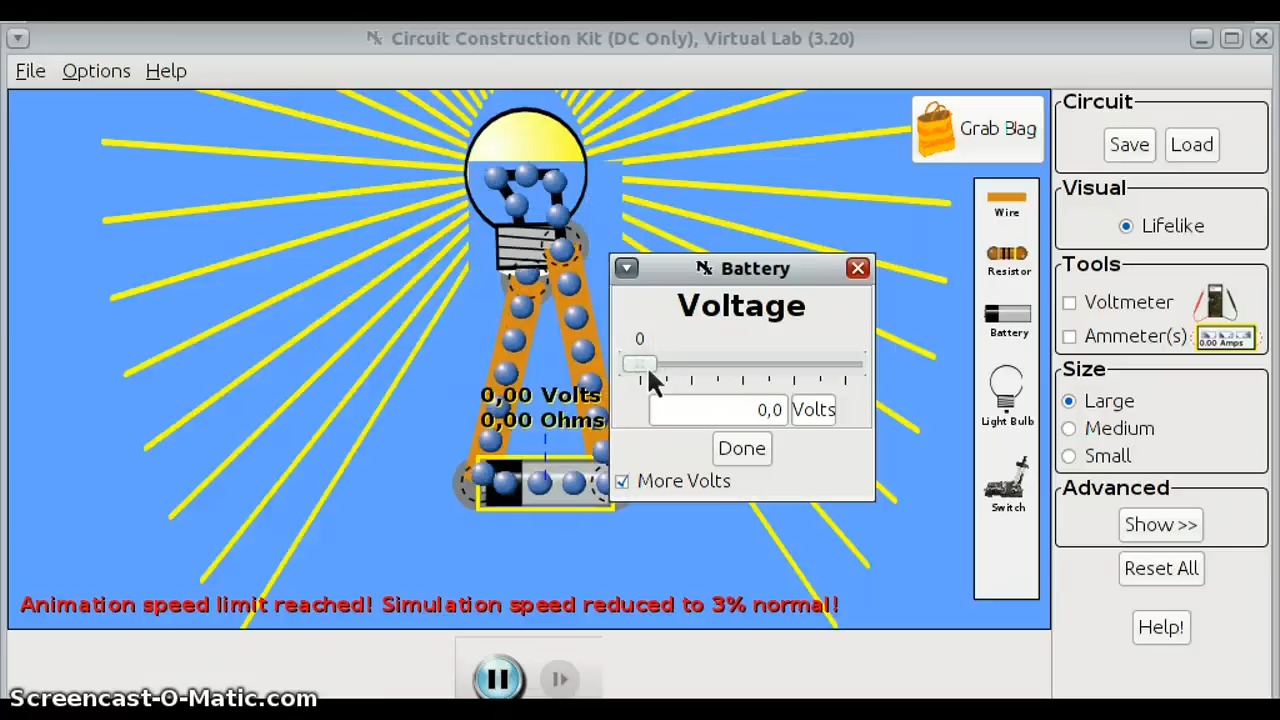 Circuit Construction Kit (DC Only), Virtual Lab (3.20)
File Options Help
Grab Bag
Wire
Resistor
Battery
Light Bulb
Switch
Circuit
Save Load
Visual
Lifelike
Tools
Voltmeter
Ammeter(s)
0.00 Amps
Size
Large
Medium
Small
Advanced
Show >>
Reset All
Help!
Battery
Voltage
0
0,0 Volts
Done
More Volts
0,00 Volts
0,00 Ohms
Animation speed limit reached! Simulation speed reduced to 3% normal!
Screencast-O-Matic.com